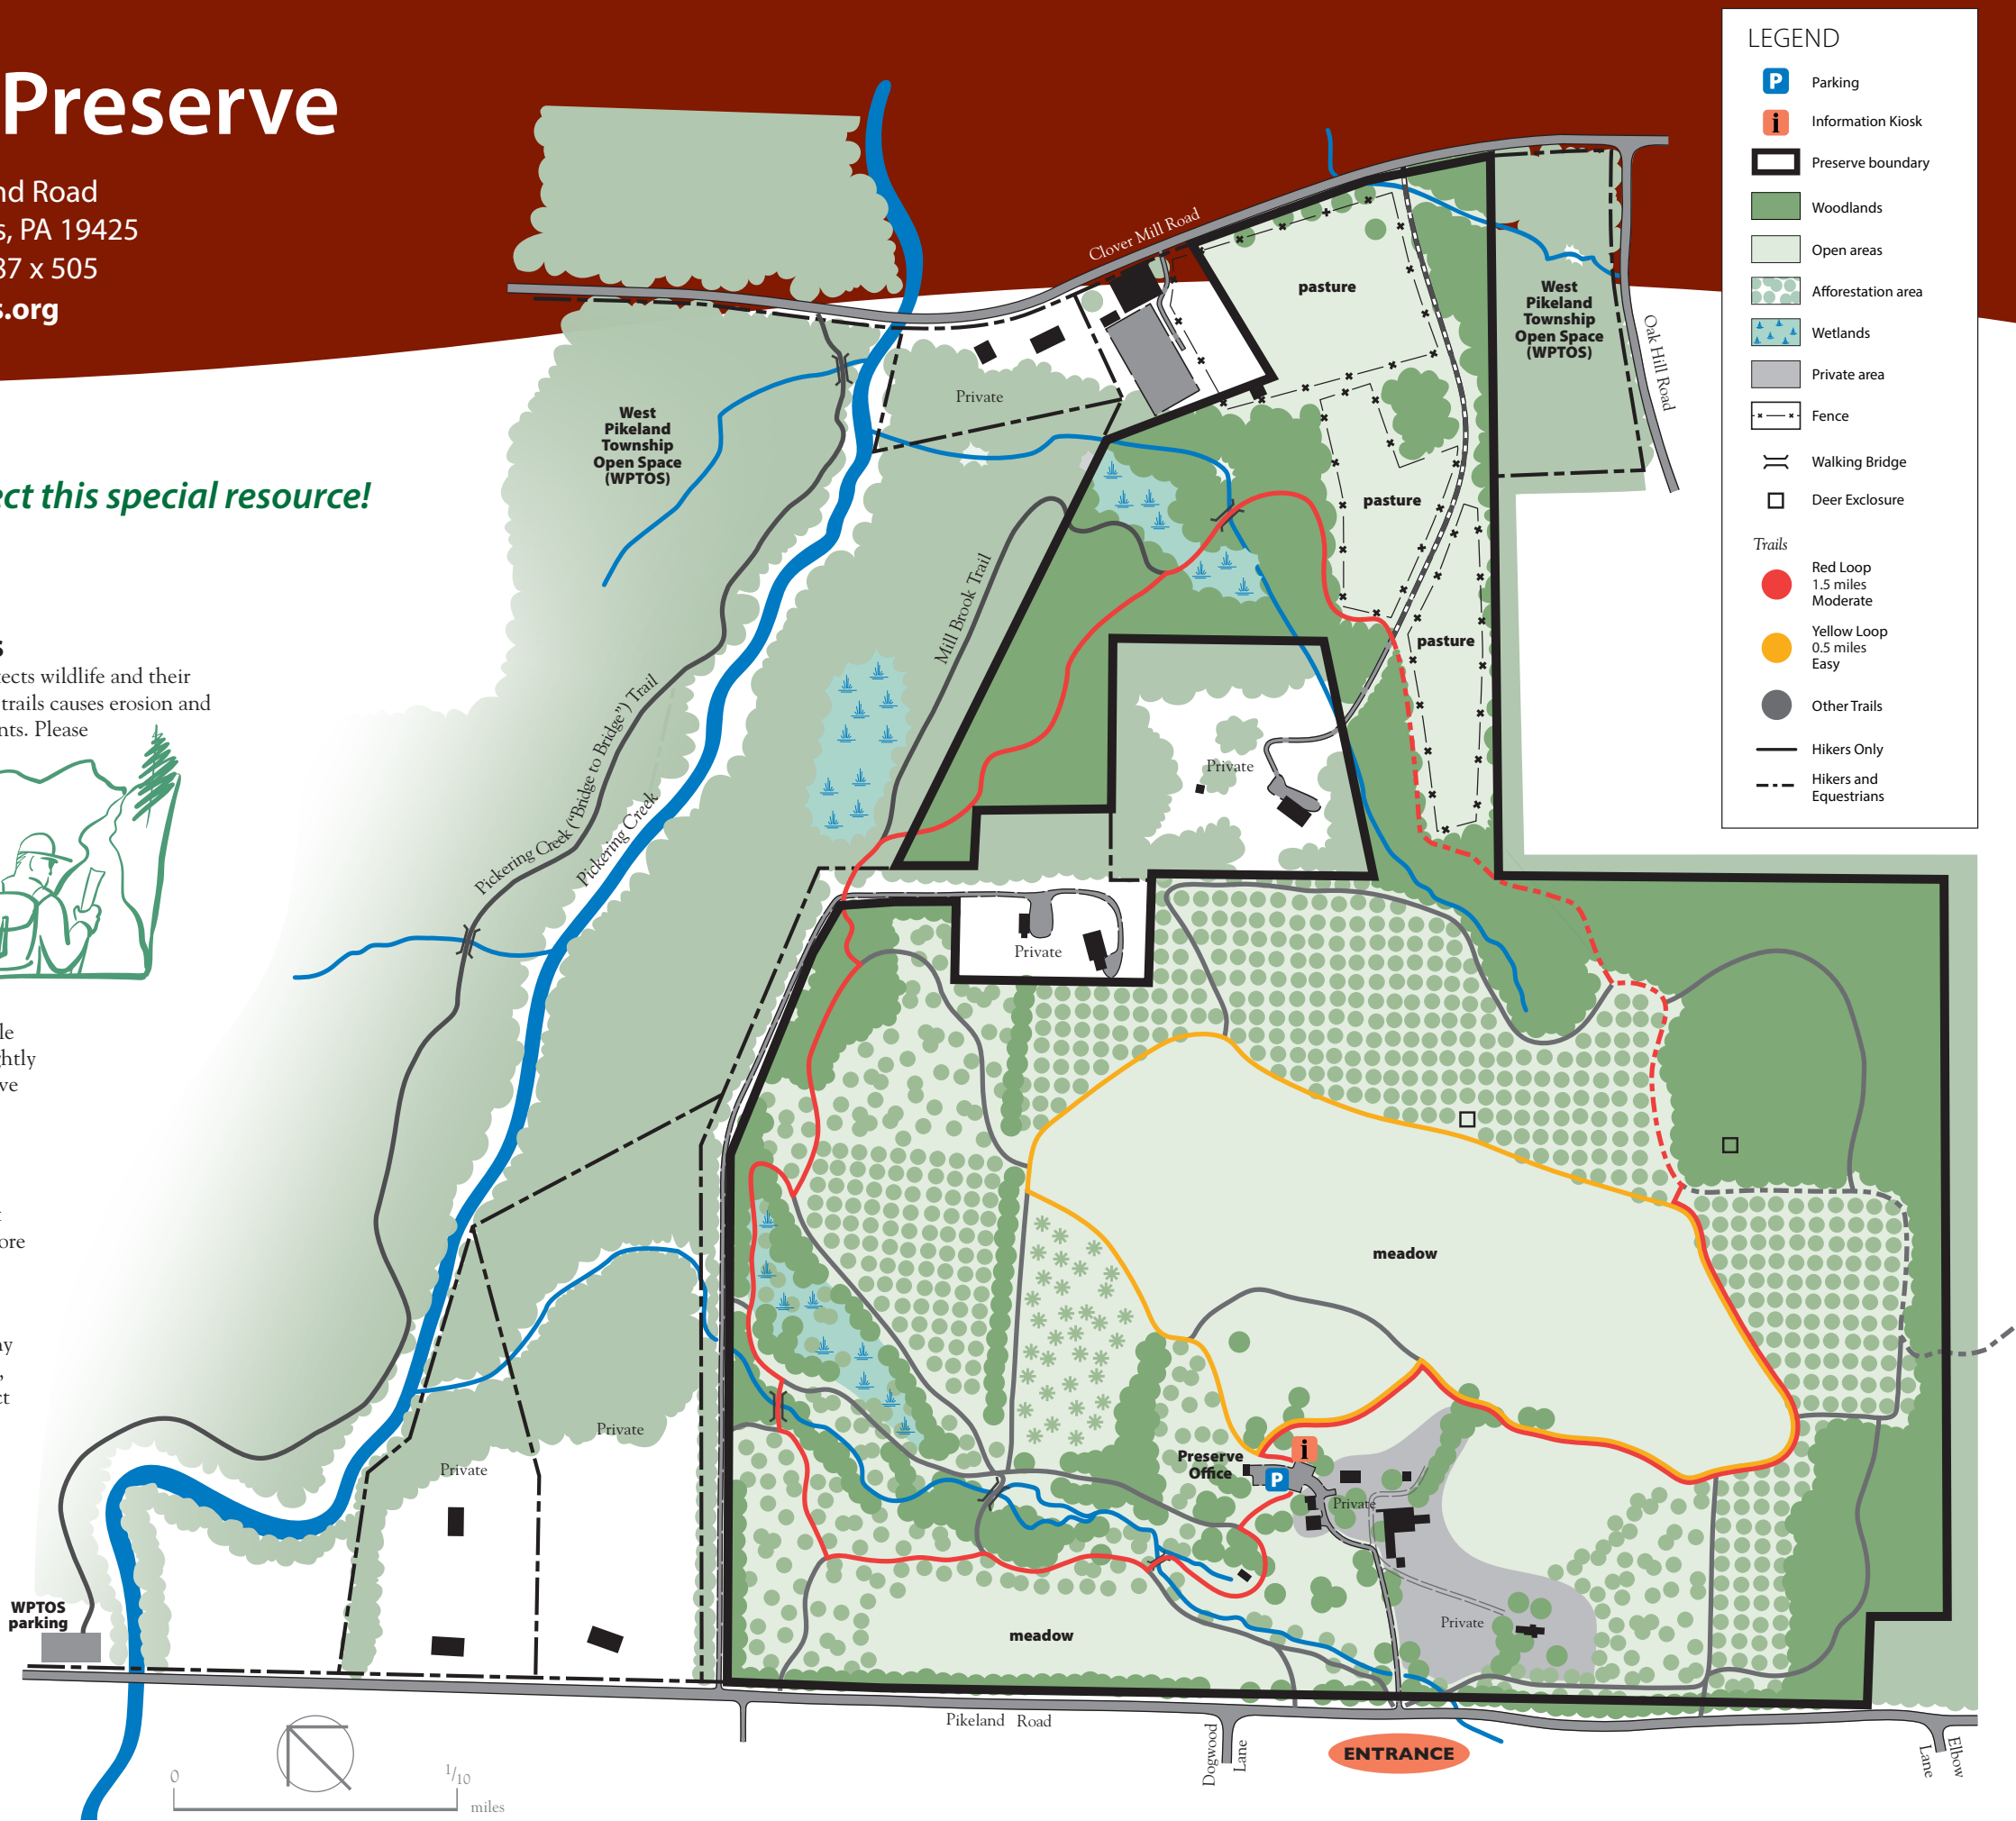 Preserve
nd Road
s, PA 19425
37 x 505
s.org
ect this special resource!
s
ects wildlife and their
trails causes erosion and
nts. Please
le
ghtly
ve
ore
ny
,
ct
LEGEND
P
Parking
i
Information Kiosk
Preserve boundary
Woodlands
Open areas
Afforestation area
Wetlands
Private area
Fence
Walking Bridge
Deer Exclosure
Trails
Red Loop
1.5 miles
Moderate
Yellow Loop
0.5 miles
Easy
Other Trails
Hikers Only
Hikers and
Equestrians
Clover Mill Road
Oak Hill Road
pasture
West
Pikeland
Township
Open Space
(WPTOS)
West
Pikeland
Township
Open Space
(WPTOS)
Private
pasture
Mill Brook Trail
pasture
Private
Pickering Creek ("Bridge to Bridge") Trail
Pickering Creek
Private
meadow
Private
Private
Preserve
Office
i
P
Private
Private
meadow
WPTOS
parking
Pikeland Road
Dogwood
Lane
ENTRANCE
Elbow
Lane
0
1/10
miles